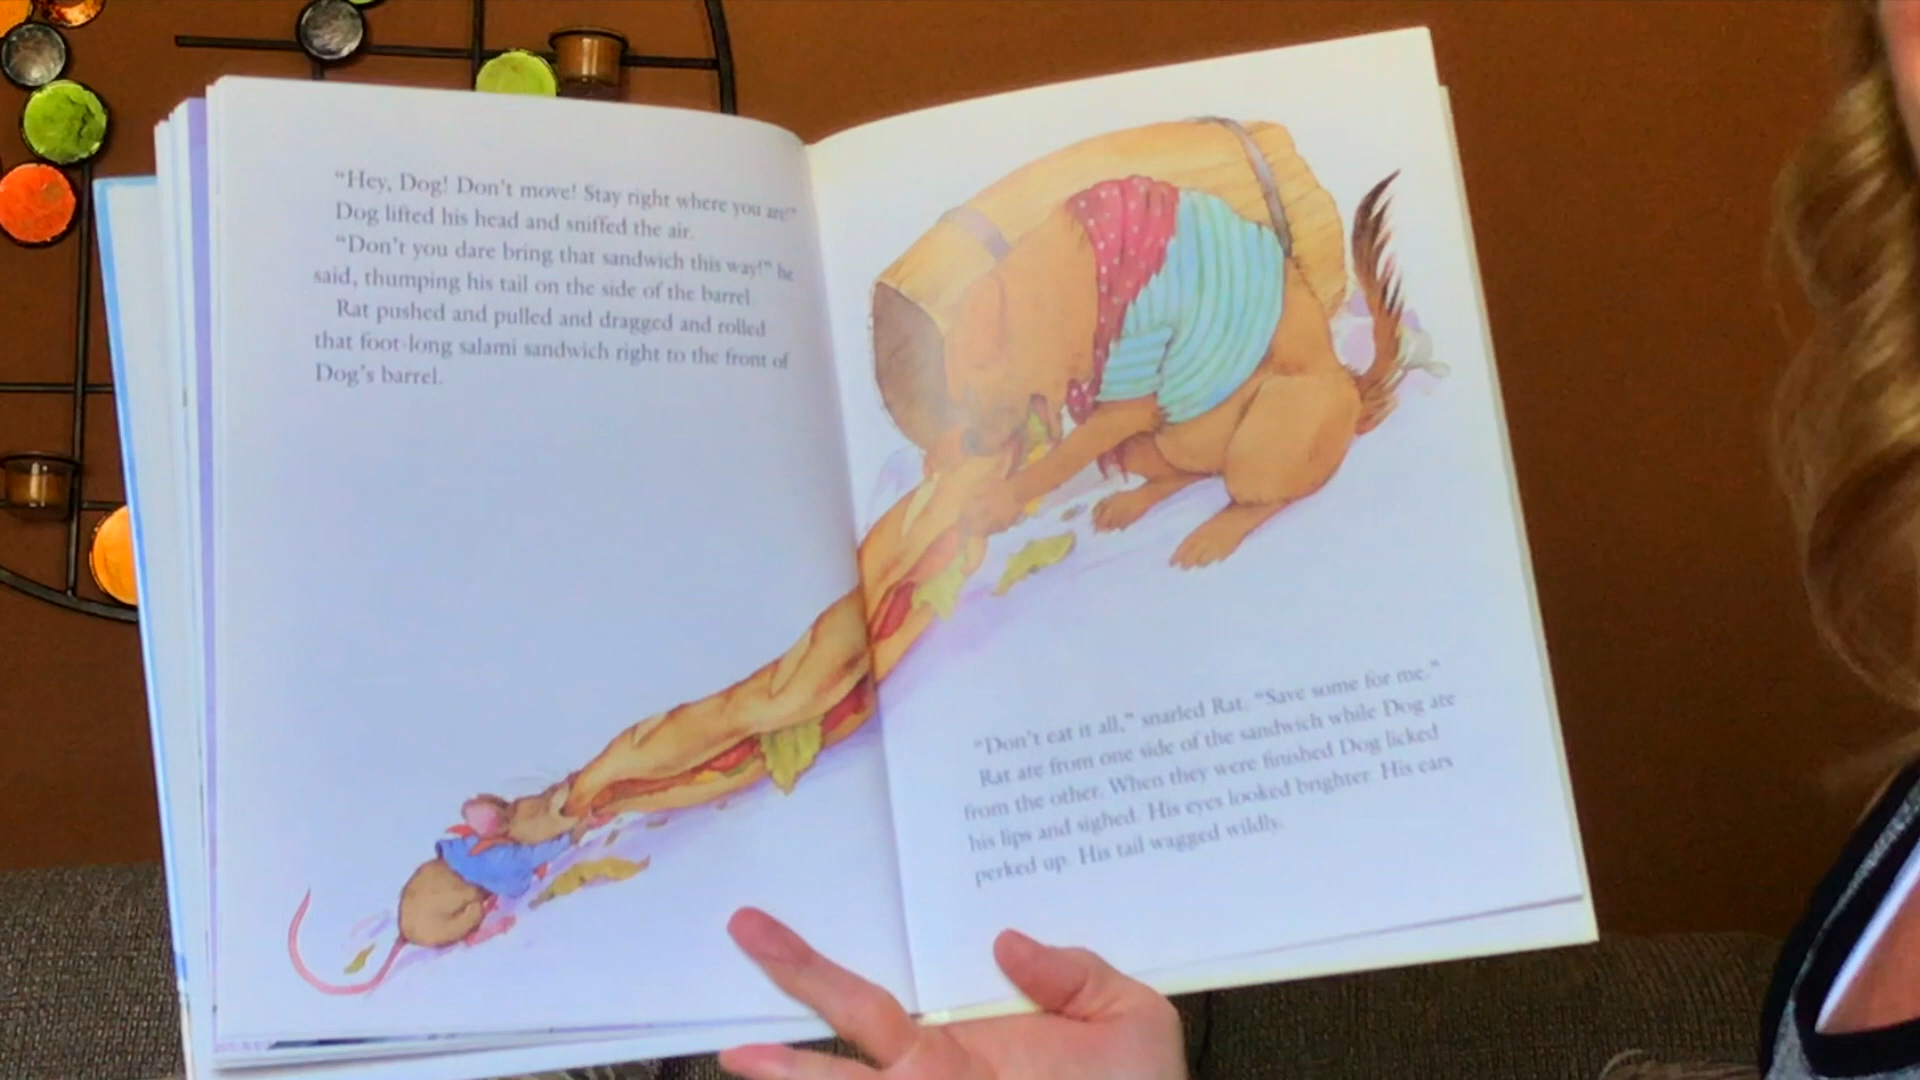 "Hey, Dog! Don't move! Stay right where you are!"
Dog lifted his head and sniffed the air.
"Don't you dare bring that sandwich this way!" he
said, thumping his tail on the side of the barrel.
Rat pushed and pulled and dragged and rolled
that foot-long salami sandwich right to the front of
Dog's barrel.
"Don't eat it all," snarled Rat. "Save some for me."
Rat ate from one side of the sandwich while Dog ate
from the other. When they were finished Dog licked
his lips and sighed. His eyes looked brighter. His ears
perked up. His tail wagged wildly.